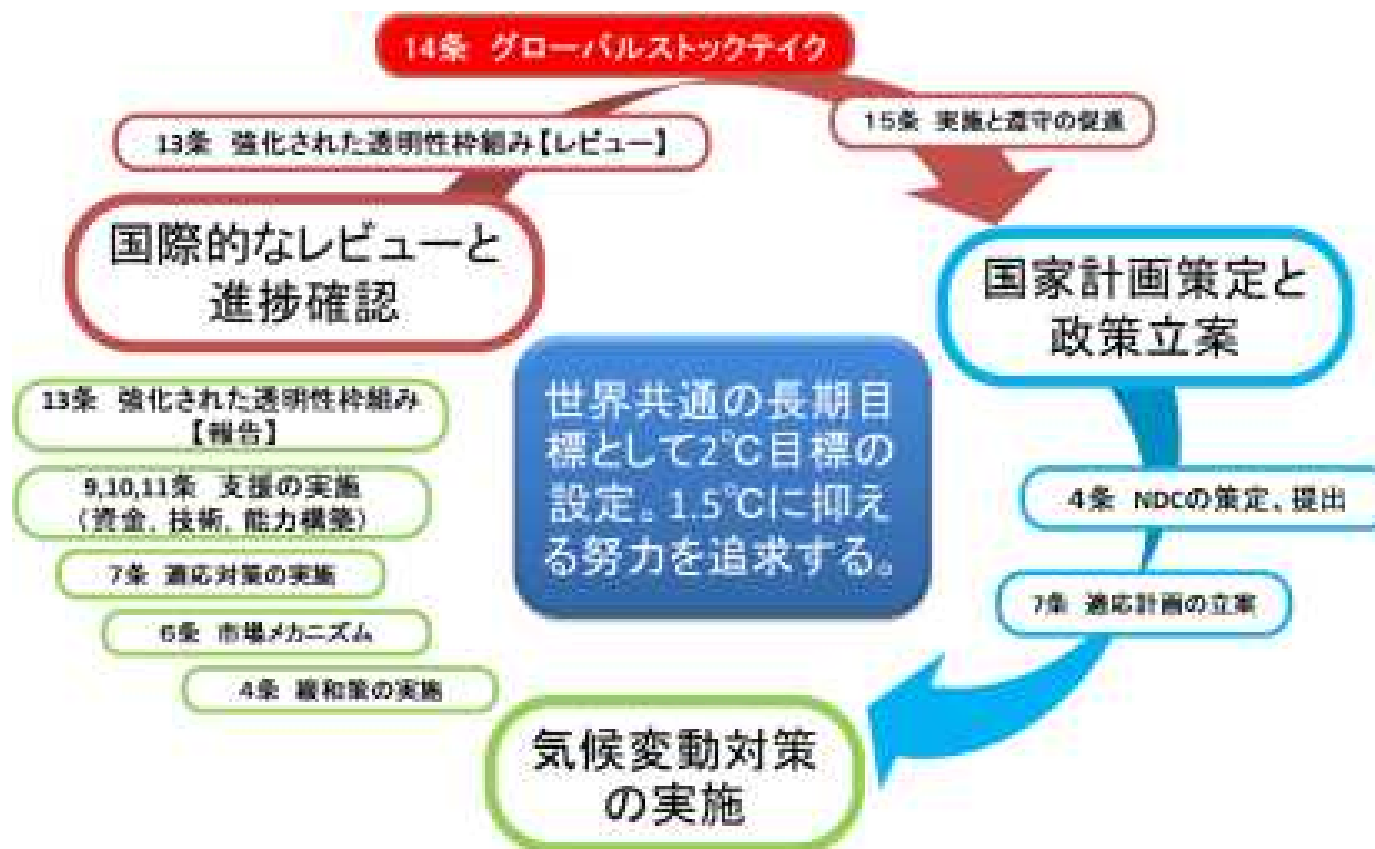 14条 グローバルストックテイク
15条 実施と遵守の促進
13条 強化された透明性枠組み【レビュー】
国際的なレビューと
進捗確認
国家計画策定と
政策立案
世界共通の長期目
標として2℃目標の
設定。1.5℃に抑え
る努力を追求する。
13条 強化された透明性枠組み
【報告】
9,10,11条 支援の実施
(資金, 技術, 能力構築)
7条 適応対策の実施
6条 市場メカニズム
4条 緩和策の実施
4条 NDCの策定、提出
7条 適応計画の立案
気候変動対策
の実施